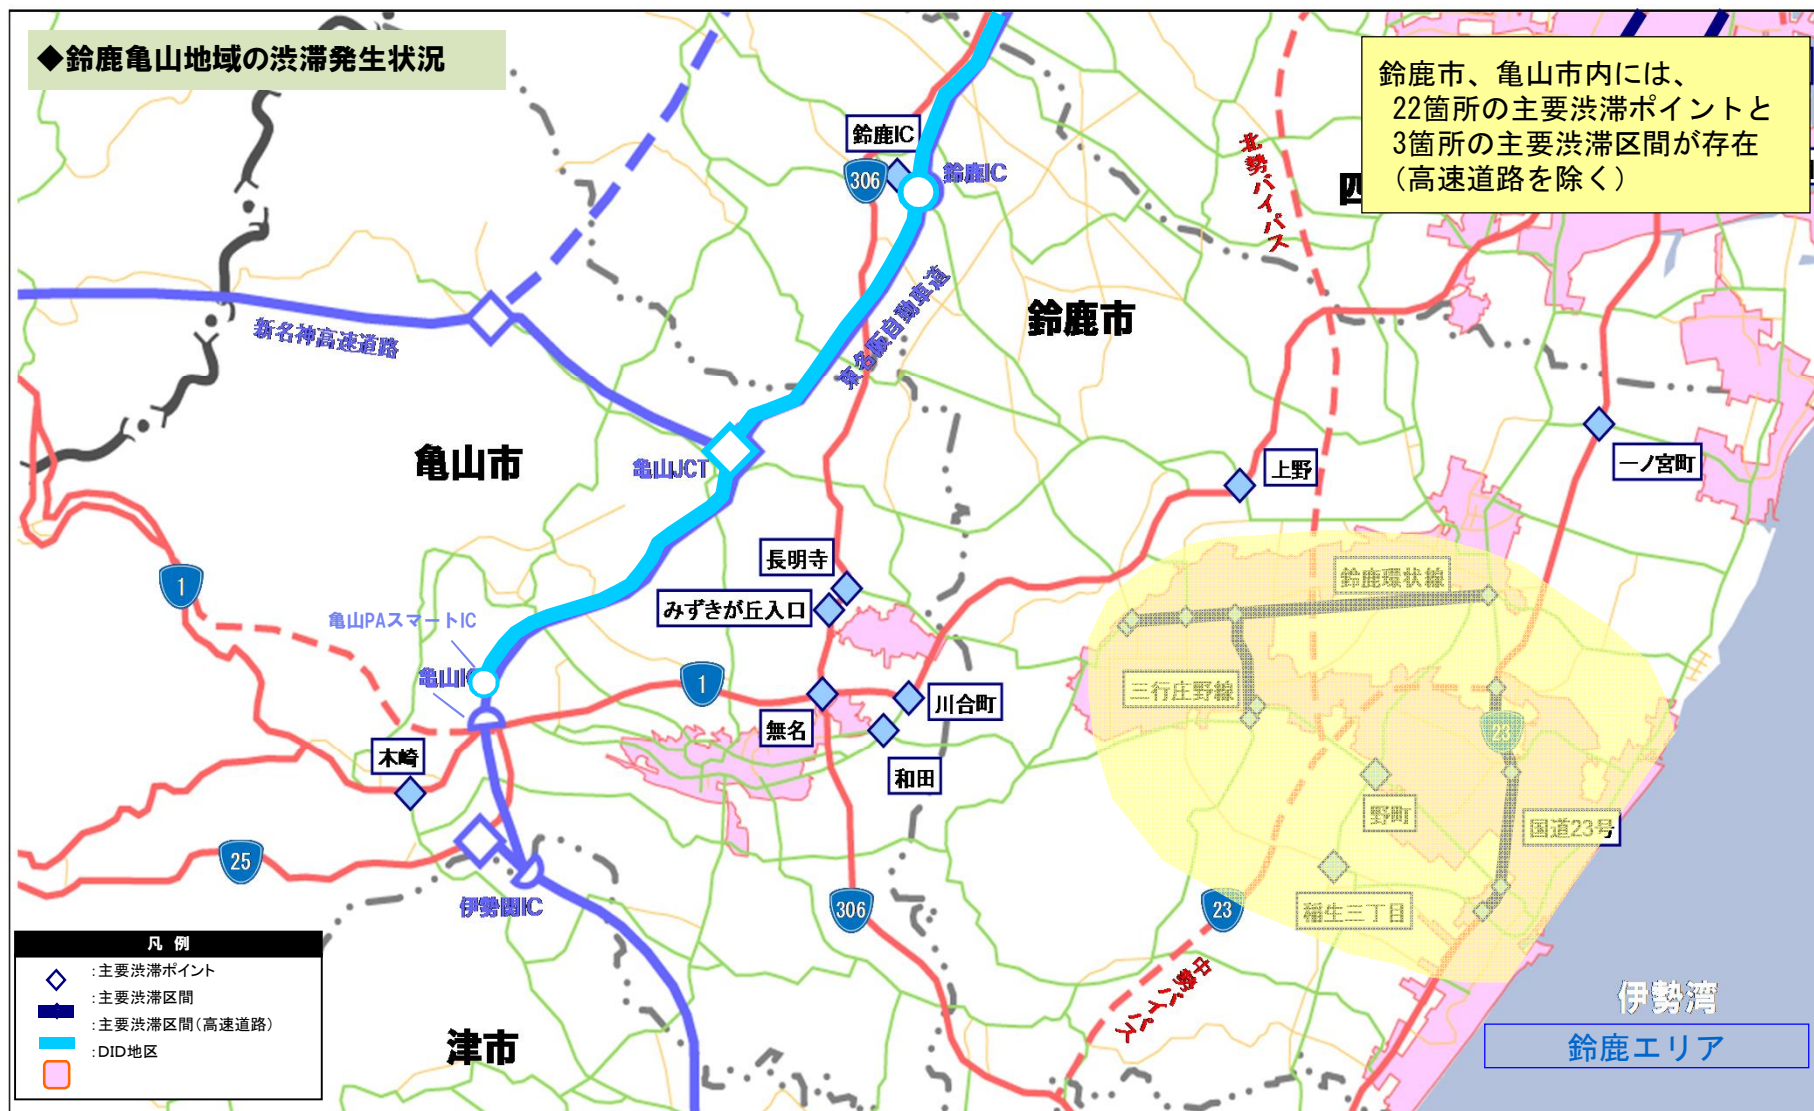 ◆鈴鹿亀山地域の渋滞発生状況
鈴鹿市、亀山市内には、
22箇所の主要渋滞ポイントと
3箇所の主要渋滞区間が存在
(高速道路を除く)
鈴鹿IC
306
鈴鹿IC
北勢バイパス
四
新名神高速道路
東名阪自動車道
鈴鹿市
亀山市
亀山JCT
上野
一ノ宮町
長明寺
みずきが丘入口
鈴鹿環状線
1
亀山PAスマートIC
亀山I
1
三行庄野線
川合町
無名
23
木崎
和田
野町
国道23号
25
306
23
稲生三丁目
伊勢関IC
中勢バイパス
伊勢湾
鈴鹿エリア
津市
凡 例
:主要渋滞ポイント
:主要渋滞区間
:主要渋滞区間(高速道路)
:DID地区